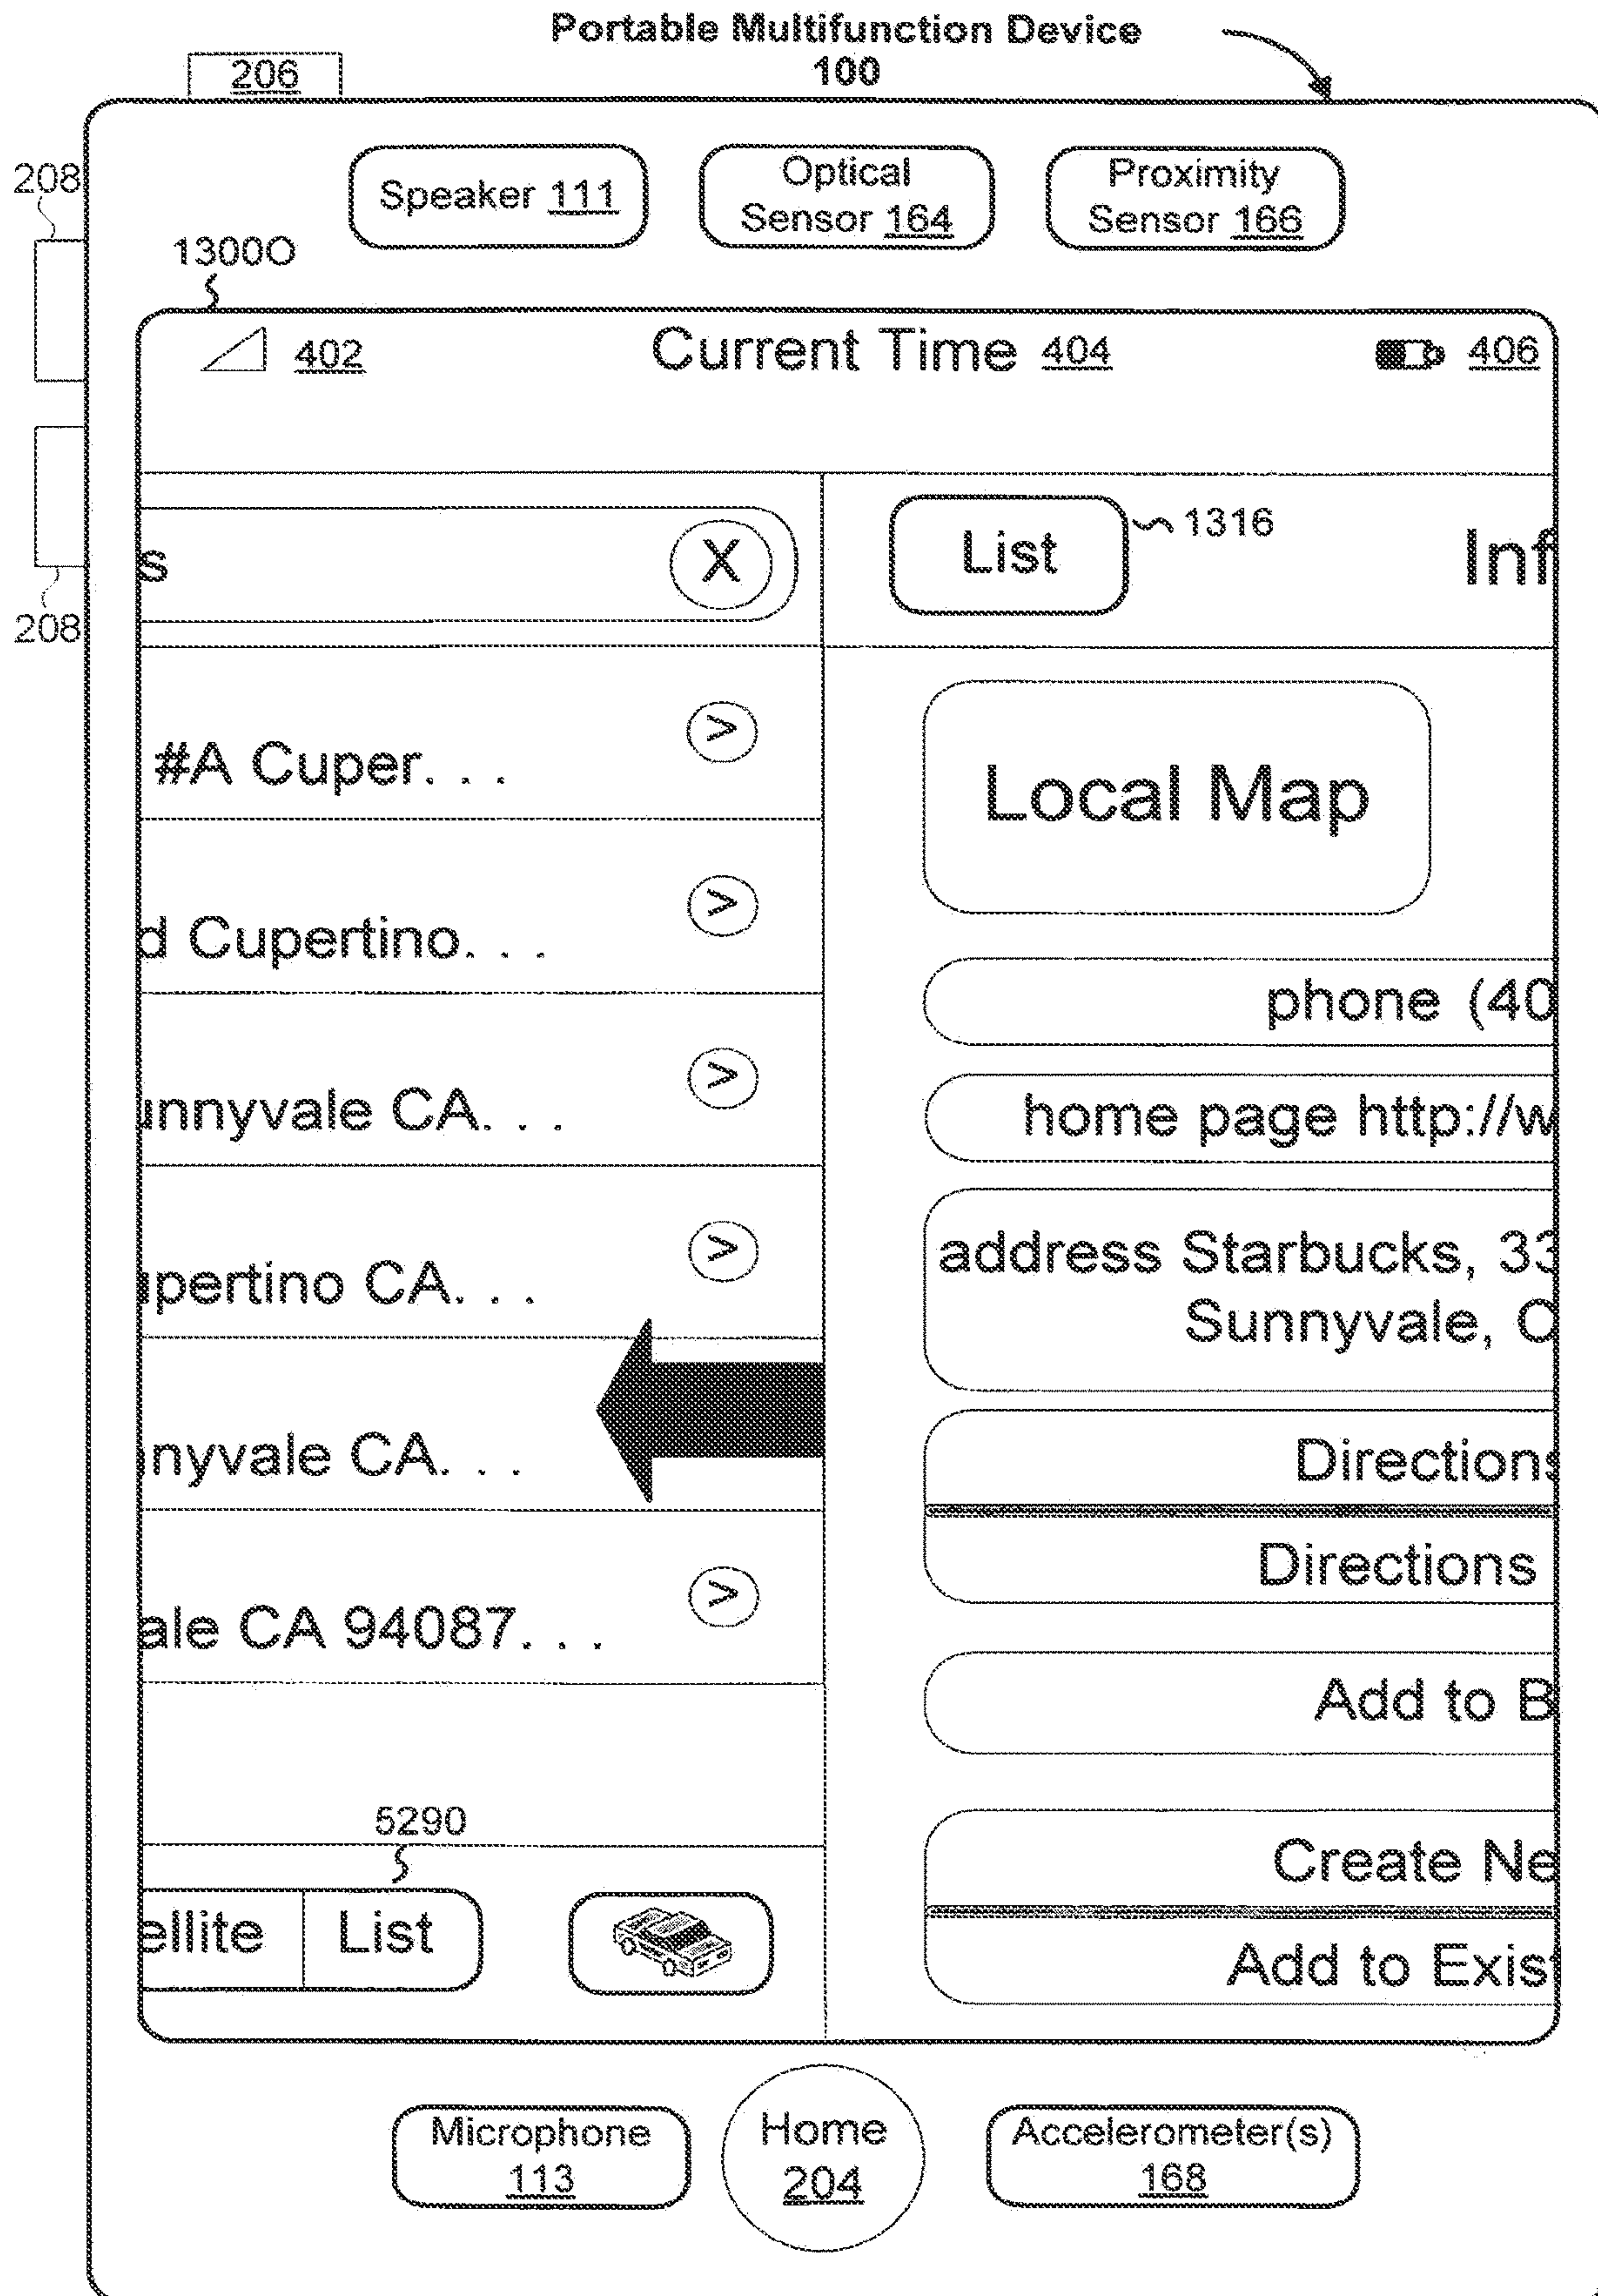 Portable Multifunction Device
100
206
208
208
Speaker 111
Optical
Sensor 164
Proximity
Sensor 166
1300O
402
Current Time 404
406
s
X
List
1316
Inf
#A Cuper. . .
>
Local Map
d Cupertino. . .
>
phone (40
unnyvale CA. . .
>
home page http://w
upertino CA. . .
>
address Starbucks, 33
Sunnyvale, C
nnyvale CA. . .
Directions
Directions
ale CA 94087. . .
>
Add to B
5290
Create Ne
ellite
List
Add to Exist
Microphone
113
Home
204
Accelerometer(s)
168